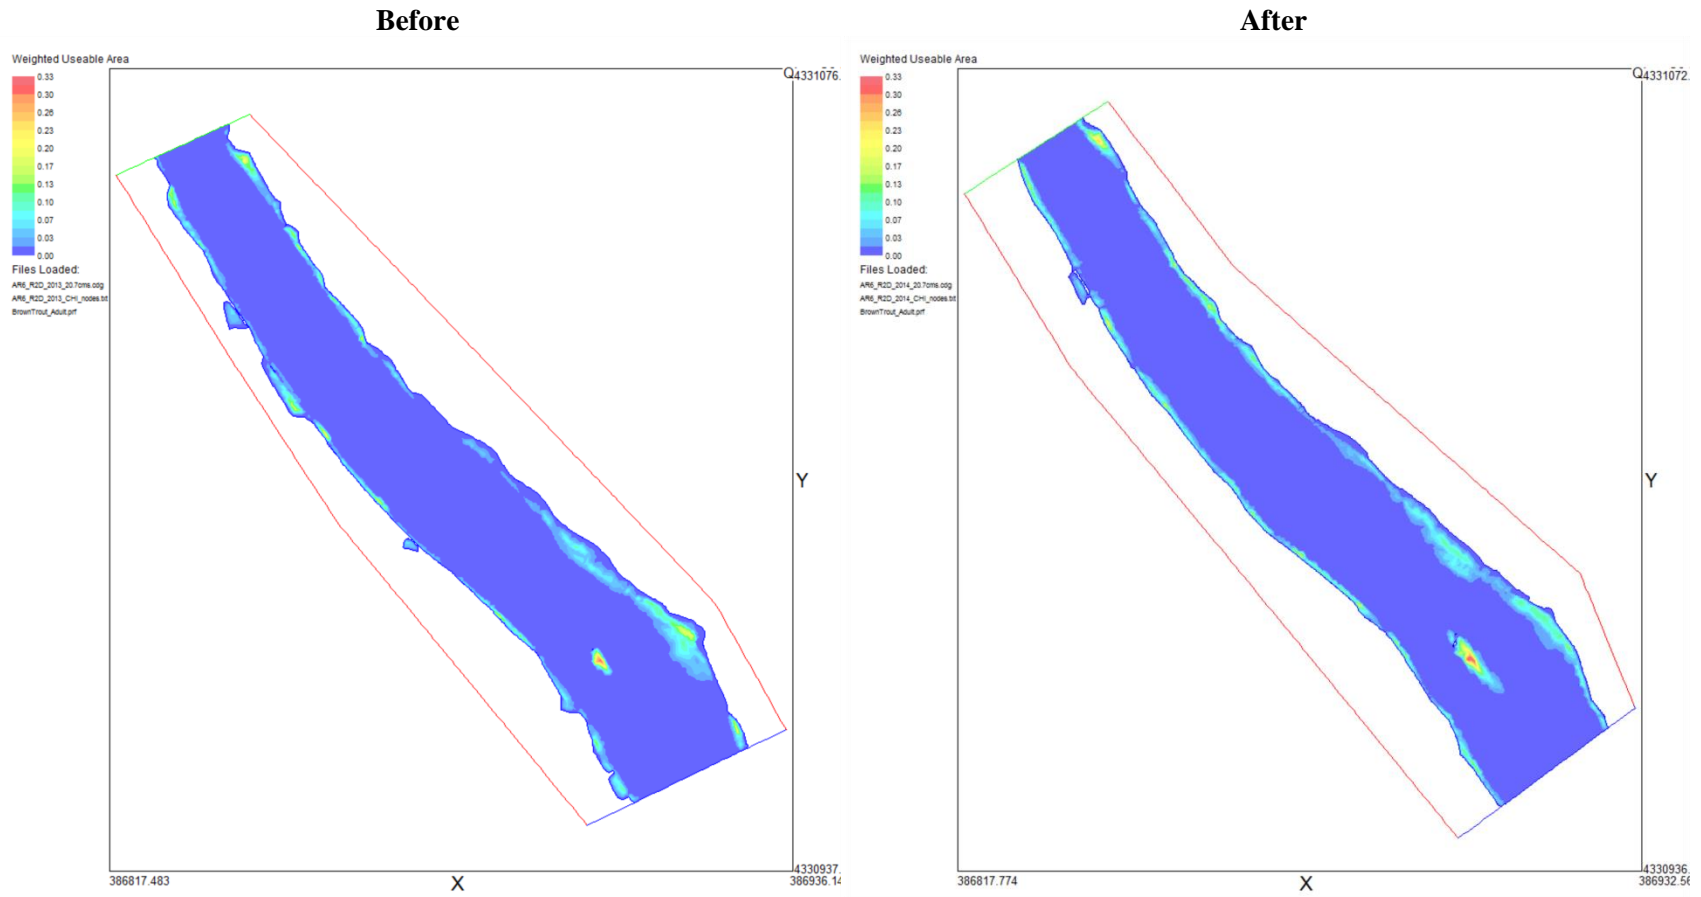 Before
After
Weighted Useable Area
0.33
0.30
0.26
0.23
0.20
0.17
0.13
0.10
0.07
0.03
0.00
Files Loaded:
AR6_R2D_2013_20.7cms.cdg
AR6_R2D_2013_CHI_nodes.txt
BrownTrout_Adult.prf
Q
4331076.
Y
4330937.
386817.483
X
386936.14
Weighted Useable Area
0.33
0.30
0.26
0.23
0.20
0.17
0.13
0.10
0.07
0.03
0.00
Files Loaded:
AR6_R2D_2014_20.7cms.cdg
AR6_R2D_2014_CHI_nodes.txt
BrownTrout_Adult.prf
Q
4331072.
Y
4330936.
386817.774
X
386932.56